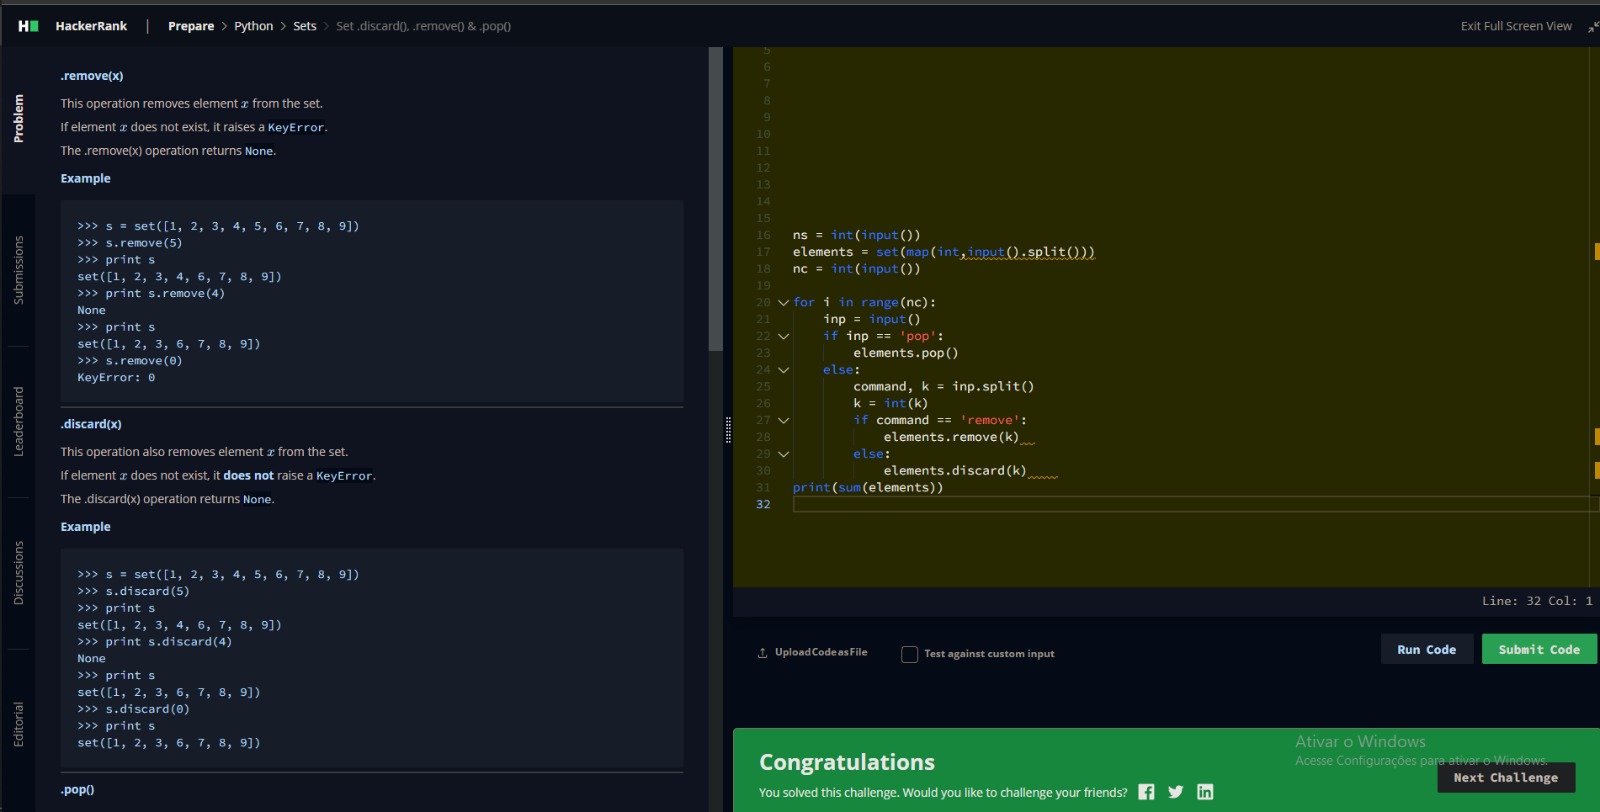 HackerRank | Prepare > Python > Sets > Set .discard(), .remove() & .pop()
Exit Full Screen View
Problem
Submissions
Leaderboard
Discussions
Editorial
.remove(x)
This operation removes element x from the set.
If element x does not exist, it raises a KeyError.
The .remove(x) operation returns None.
Example
>>> s = set([1, 2, 3, 4, 5, 6, 7, 8, 9])
>>> s.remove(5)
>>> print s
set([1, 2, 3, 4, 6, 7, 8, 9])
>>> print s.remove(4)
None
>>> print s
set([1, 2, 3, 6, 7, 8, 9])
>>> s.remove(0)
KeyError: 0
.discard(x)
This operation also removes element x from the set.
If element x does not exist, it does not raise a KeyError.
The .discard(x) operation returns None.
Example
>>> s = set([1, 2, 3, 4, 5, 6, 7, 8, 9])
>>> s.discard(5)
>>> print s
set([1, 2, 3, 4, 6, 7, 8, 9])
>>> print s.discard(4)
None
>>> print s
set([1, 2, 3, 6, 7, 8, 9])
>>> s.discard(0)
>>> print s
set([1, 2, 3, 6, 7, 8, 9])
.pop()
5
6
7
8
9
10
11
12
13
14
15
16 ns = int(input())
17 elements = set(map(int,input().split()))
18 nc = int(input())
19
20 for i in range(nc):
21 inp = input()
22 if inp == 'pop':
23 elements.pop()
24 else:
25 command, k = inp.split()
26 k = int(k)
27 if command == 'remove':
28 elements.remove(k)
29 else:
30 elements.discard(k)
31 print(sum(elements))
32
Line: 32 Col: 1
Upload Code as File
Test against custom input
Run Code
Submit Code
Congratulations
You solved this challenge. Would you like to challenge your friends?
Ativar o Windows
Acesse Configurações para ativar o Windows.
Next Challenge